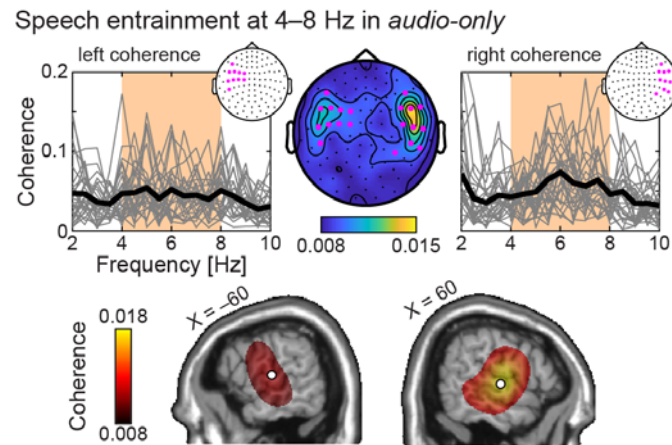 Speech entrainment at 4–8 Hz in audio-only
left coherence
right coherence
0.2
0.1
0
Coherence
2 4 6 8 10
Frequency [Hz]
0.008 0.015
2 4 6 8 10
X = –60
X = 60
0.018
Coherence
0.008